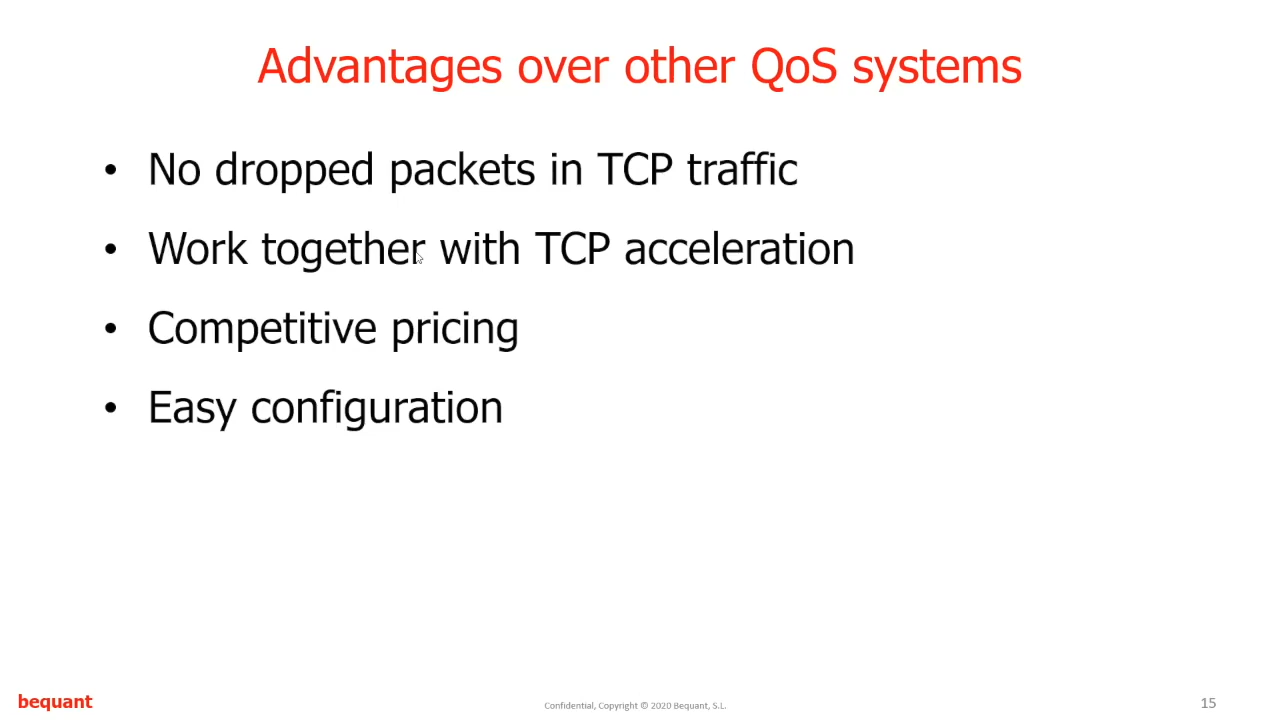 Advantages over other QoS systems
• No dropped packets in TCP traffic
• Work together with TCP acceleration
• Competitive pricing
• Easy configuration
bequant
Confidential, Copyright © 2020 Bequant, S.L.
15